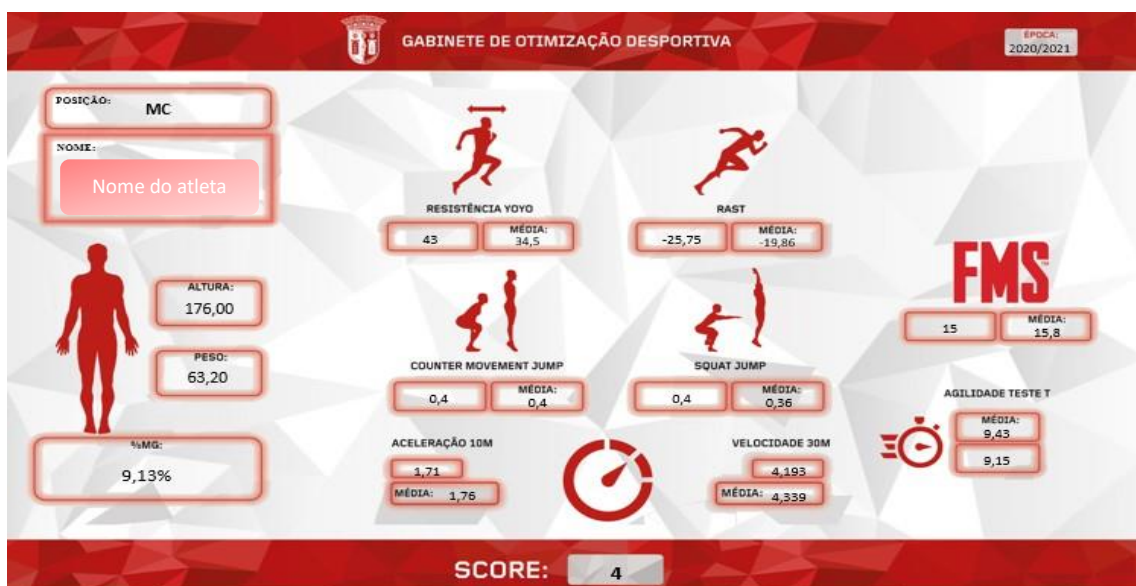 GABINETE DE OTIMIZAÇÃO DESPORTIVA
ÉPOCA:
2020/2021
POSIÇÃO:
MC
NOME:
Nome do atleta
ALTURA:
176,00
PESO:
63,20
%MG:
9,13%
RESISTÊNCIA YOYO
43
MÉDIA:
34,5
RAST
-25,75
MÉDIA:
-19,86
COUNTER MOVEMENT JUMP
0,4
MÉDIA:
0,4
SQUAT JUMP
0,4
MÉDIA:
0,36
ACELERAÇÃO 10M
1,71
MÉDIA: 1,76
VELOCIDADE 30M
4,193
MÉDIA: 4,339
FMS
15
MÉDIA:
15,8
AGILIDADE TESTE T
MÉDIA:
9,43
9,15
SCORE: 4